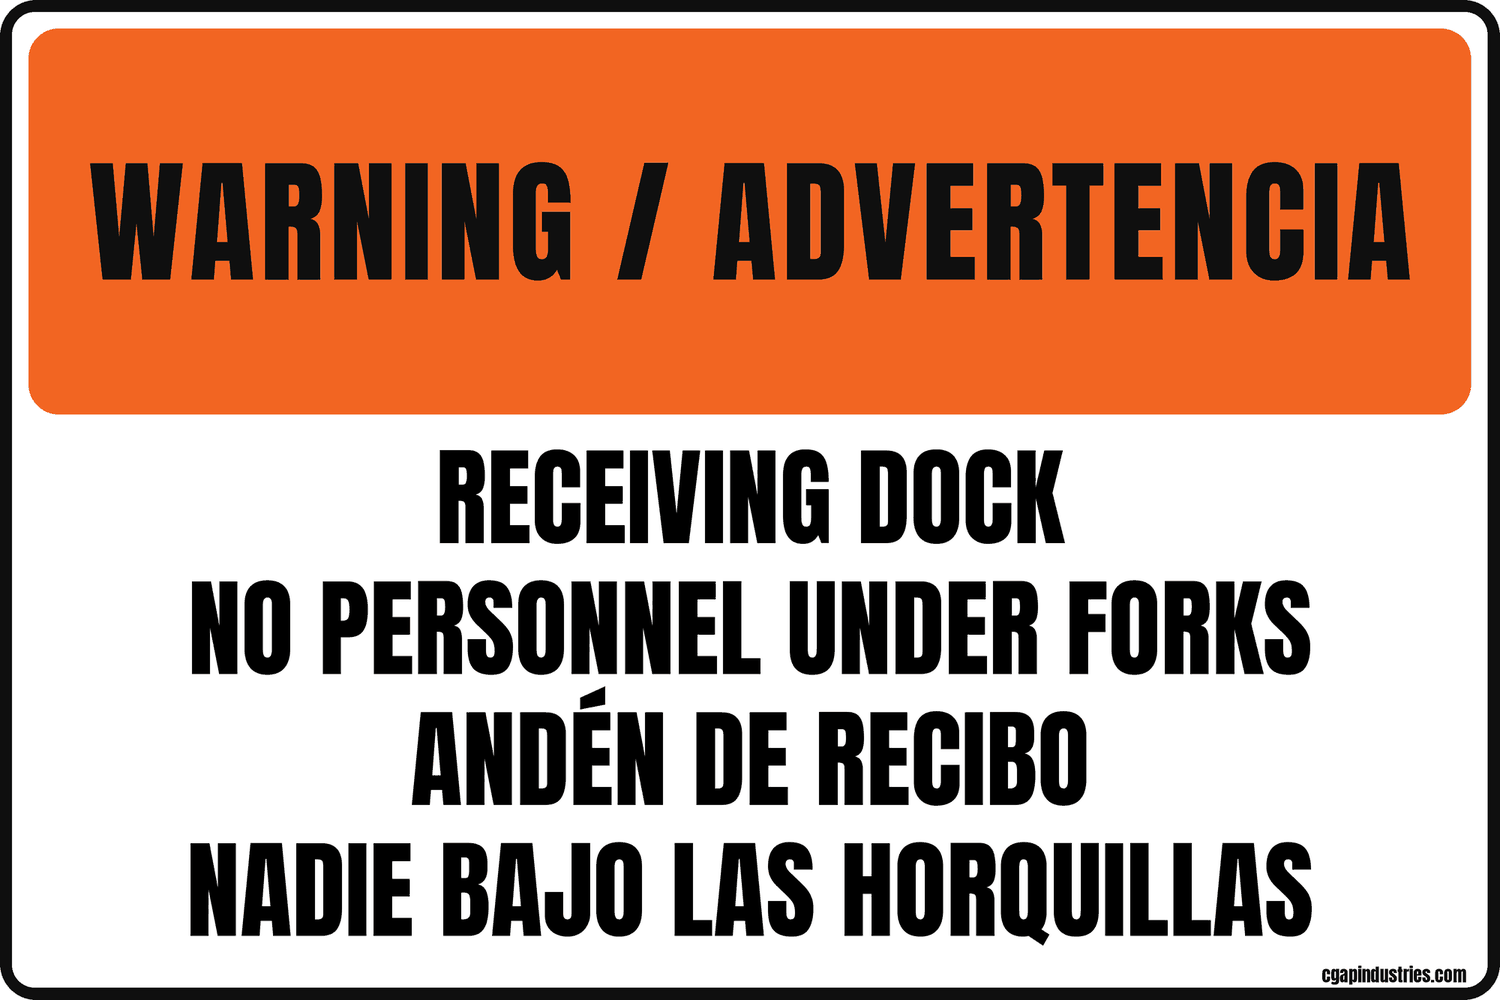 WARNING / ADVERTENCIA
RECEIVING DOCK
NO PERSONNEL UNDER FORKS
ANDÉN DE RECIBO
NADIE BAJO LAS HORQUILLAS
cgapindustries.com